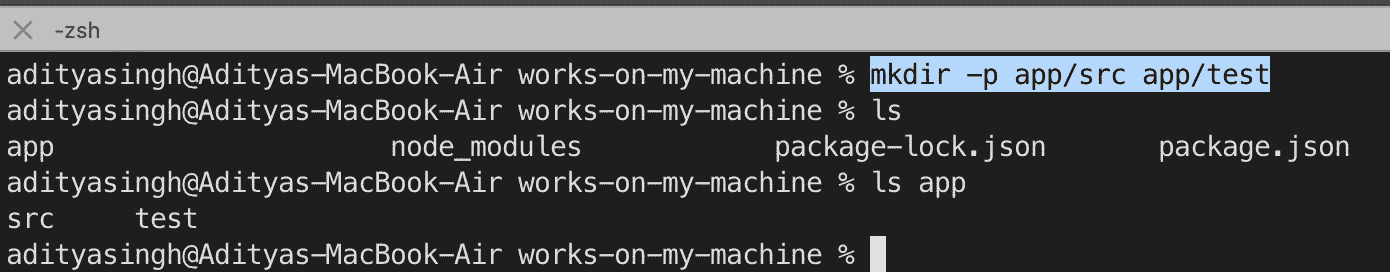 -zsh
adityasingh@Adityas-MacBook-Air works-on-my-machine % mkdir -p app/src app/test
adityasingh@Adityas-MacBook-Air works-on-my-machine % ls
app node_modules package-lock.json package.json
adityasingh@Adityas-MacBook-Air works-on-my-machine % ls app
src test
adityasingh@Adityas-MacBook-Air works-on-my-machine %